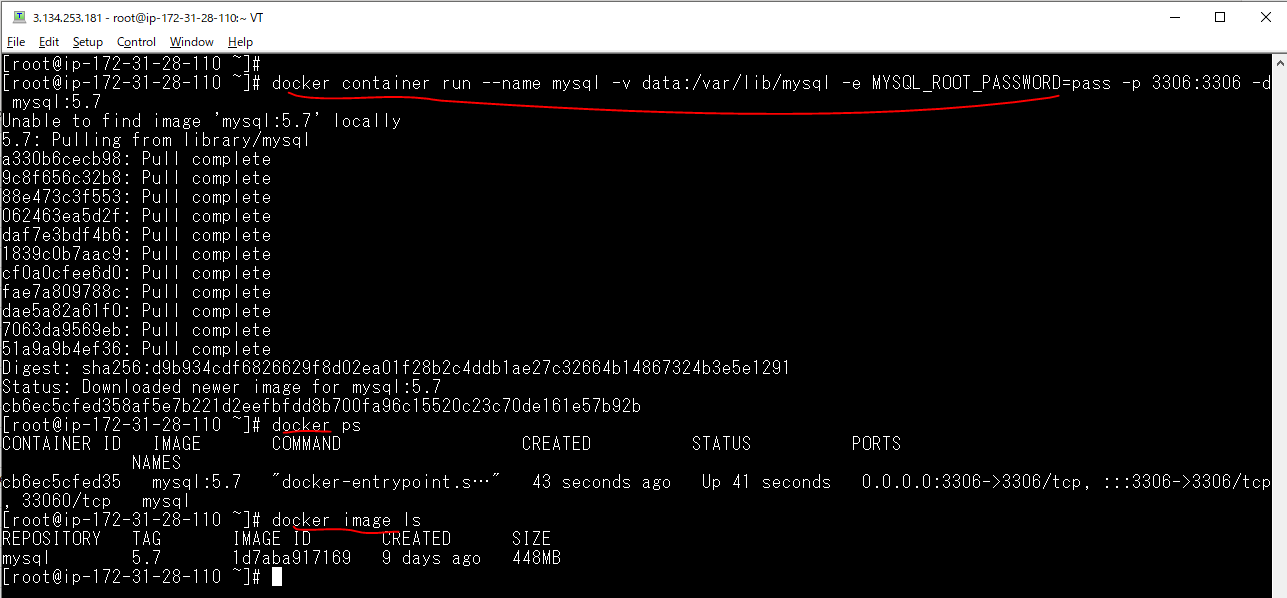 3.134.253.181 - root@ip-172-31-28-110:~ VT
File Edit Setup Control Window Help
[root@ip-172-31-28-110 ~]#
[root@ip-172-31-28-110 ~]# docker container run --name mysql -v data:/var/lib/mysql -e MYSQL_ROOT_PASSWORD=pass -p 3306:3306 -d
 mysql:5.7
Unable to find image 'mysql:5.7' locally
5.7: Pulling from library/mysql
a330b6cecb98: Pull complete
9c8f656c32b8: Pull complete
88e473c3f553: Pull complete
062463ea5d2f: Pull complete
daf7e3bdf4b6: Pull complete
1839c0b7aac9: Pull complete
cf0a0cfee6d0: Pull complete
fae7a809788c: Pull complete
dae5a82a61f0: Pull complete
7063da9569eb: Pull complete
51a9a9b4ef36: Pull complete
Digest: sha256:d9b934cdf6826629f8d02ea01f28b2c4ddb1ae27c32664b14867324b3e5e1291
Status: Downloaded newer image for mysql:5.7
cb6ec5cfed358af5e7b221d2eefbfdd8b700fa96c15520c23c70de161e57b92b
[root@ip-172-31-28-110 ~]# docker ps
CONTAINER ID   IMAGE       COMMAND                  CREATED          STATUS          PORTS
             NAMES
cb6ec5cfed35   mysql:5.7   "docker-entrypoint.s…"   43 seconds ago   Up 41 seconds   0.0.0.0:3306->3306/tcp, :::3306->3306/tcp
, 33060/tcp   mysql
[root@ip-172-31-28-110 ~]# docker image ls
REPOSITORY   TAG       IMAGE ID       CREATED      SIZE
mysql        5.7       1d7aba917169   9 days ago   448MB
[root@ip-172-31-28-110 ~]#